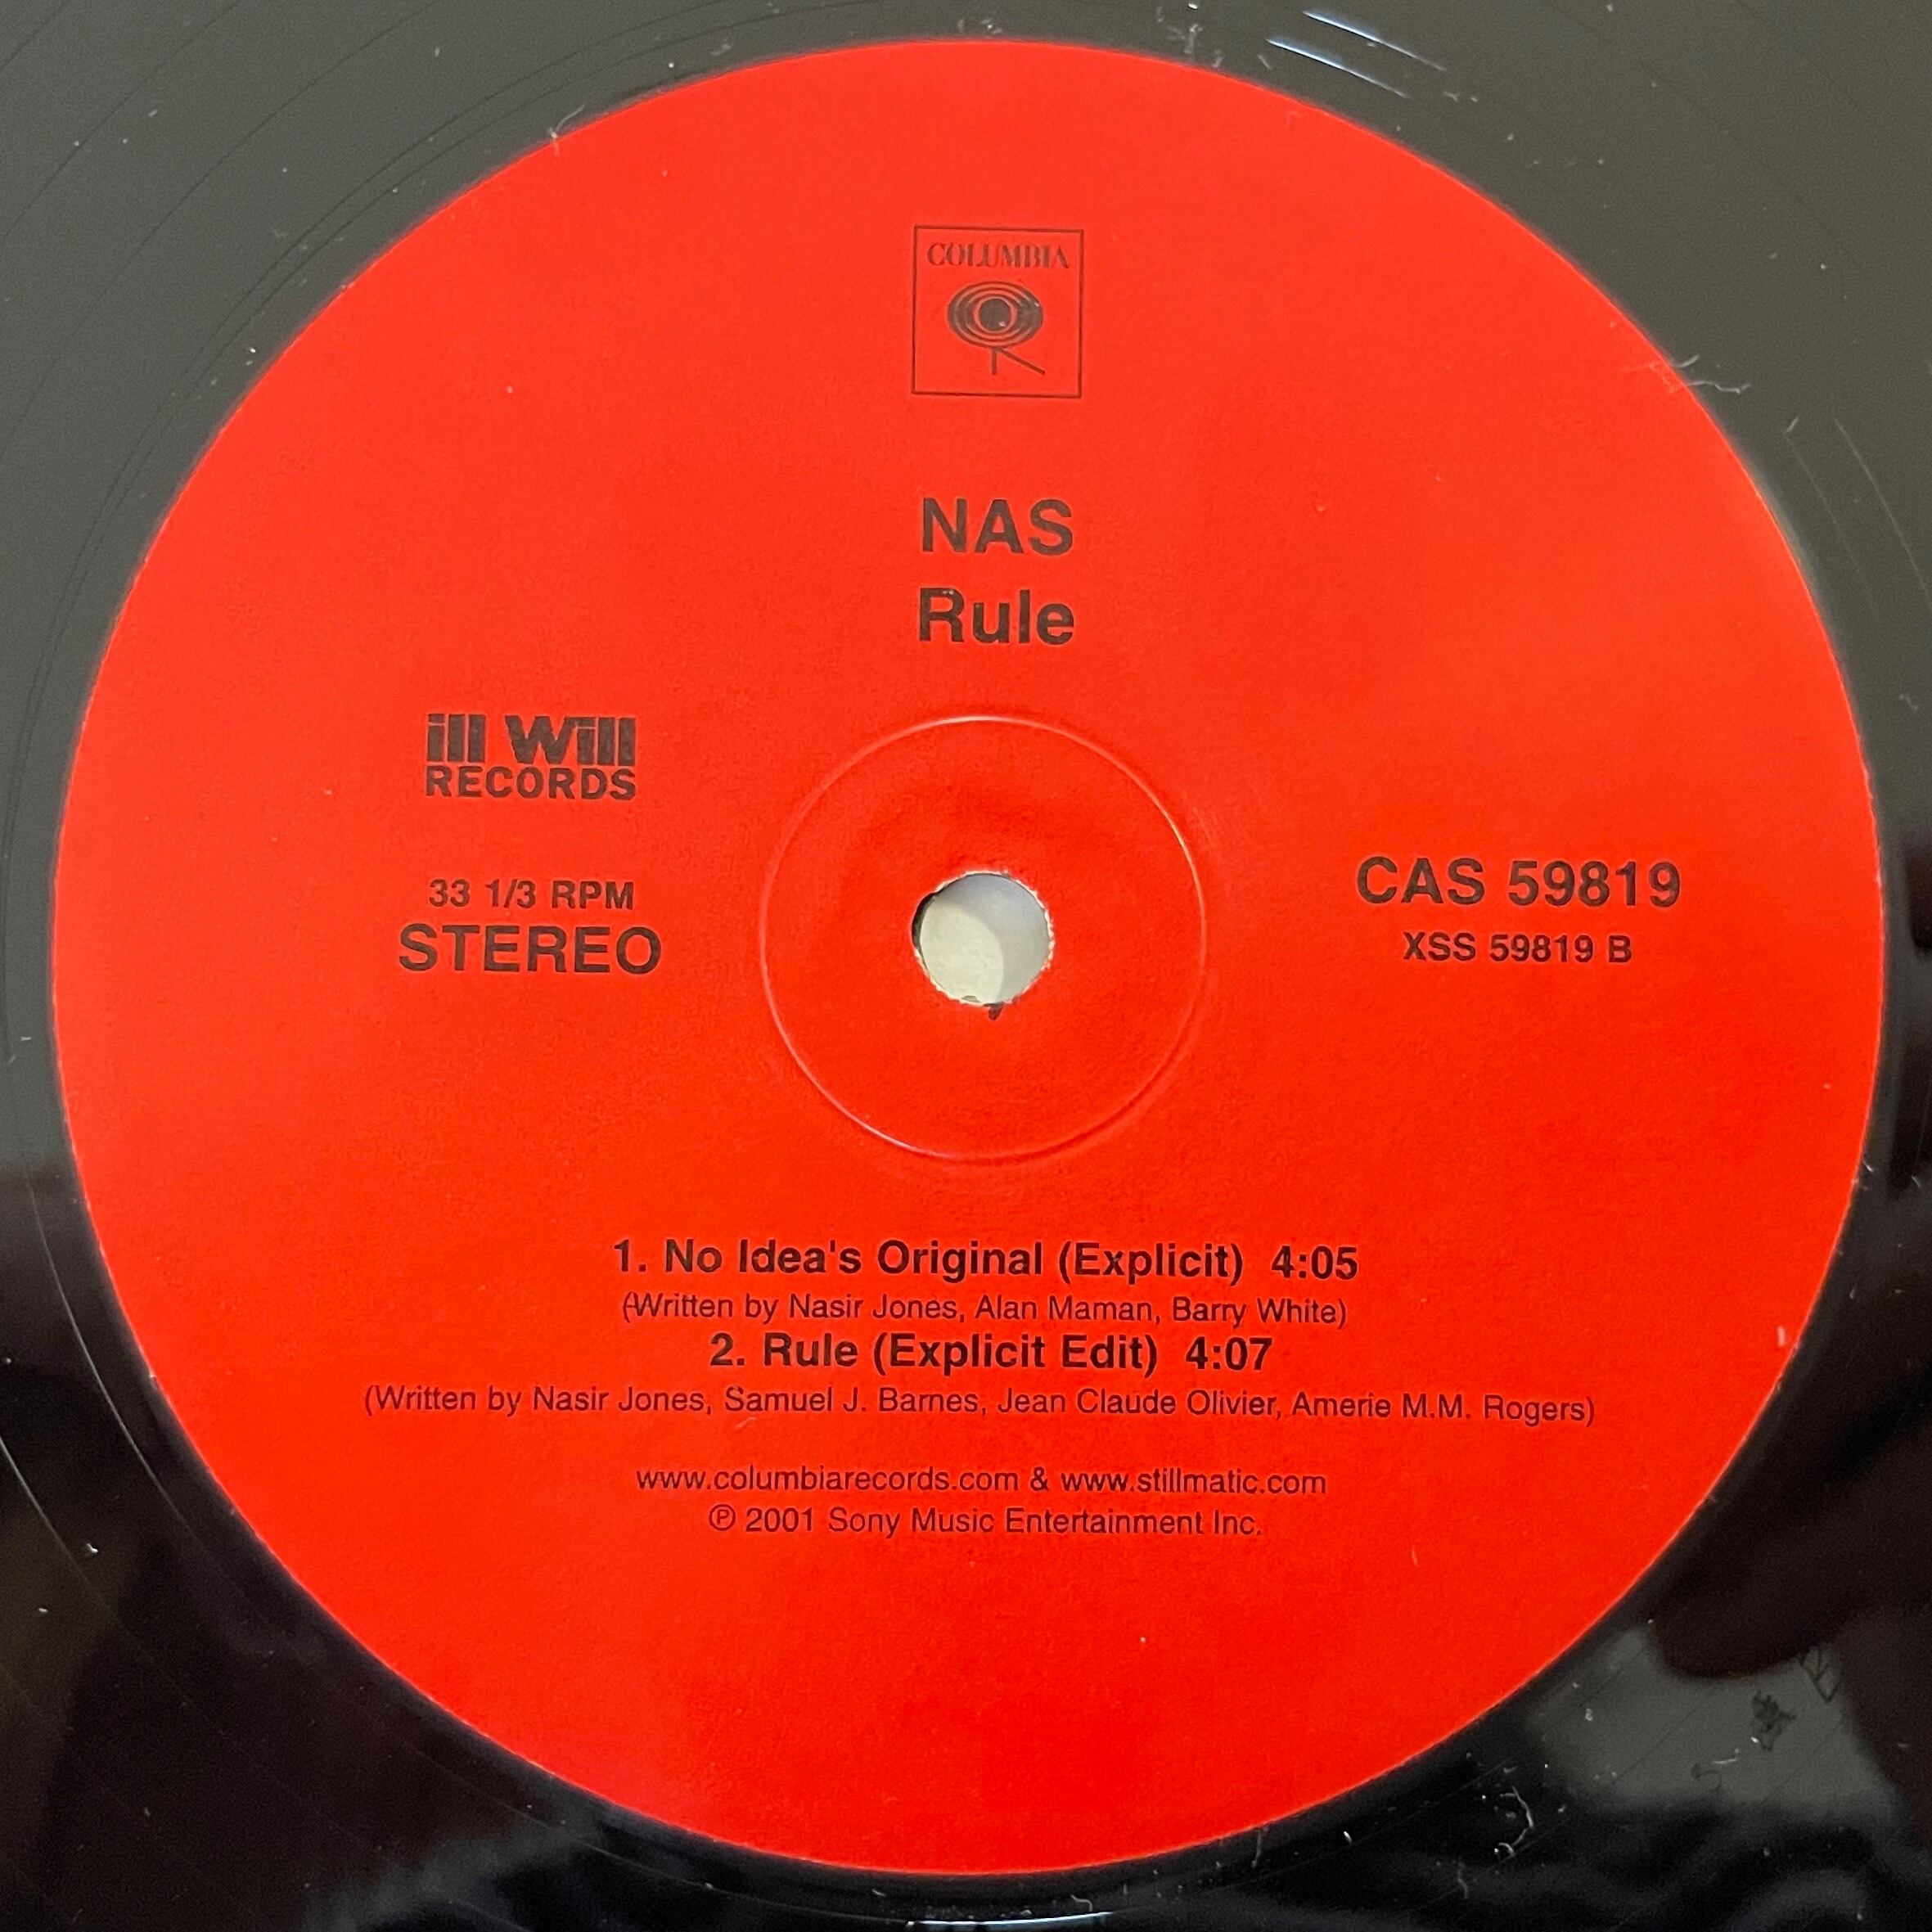 COLUMBIA
NAS
Rule
ill Will
RECORDS
33 1/3 RPM
STEREO
CAS 59819
XSS 59819 B
1. No Idea's Original (Explicit) 4:05
(Written by Nasir Jones, Alan Maman, Barry White)
2. Rule (Explicit Edit) 4:07
(Written by Nasir Jones, Samuel J. Barnes, Jean Claude Olivier, Amerie M.M. Rogers)
www.columbiarecords.com & www.stillmatic.com
℗ 2001 Sony Music Entertainment Inc.